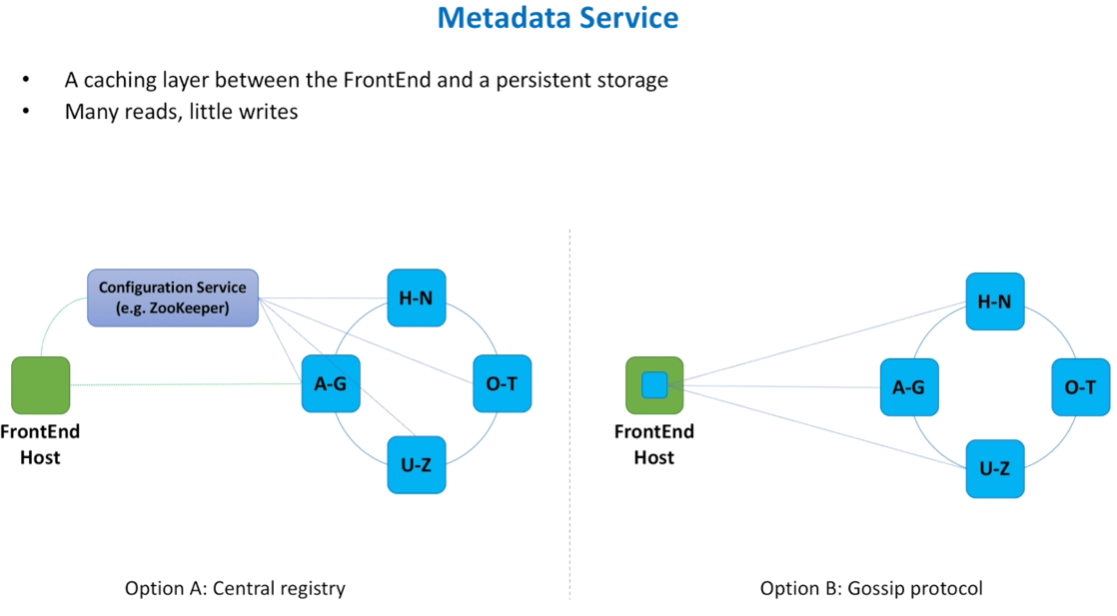 Metadata Service
• A caching layer between the FrontEnd and a persistent storage
• Many reads, little writes
Configuration Service
(e.g. ZooKeeper)
H-N
A-G
O-T
U-Z
FrontEnd
Host
Option A: Central registry
H-N
A-G
O-T
U-Z
FrontEnd
Host
Option B: Gossip protocol